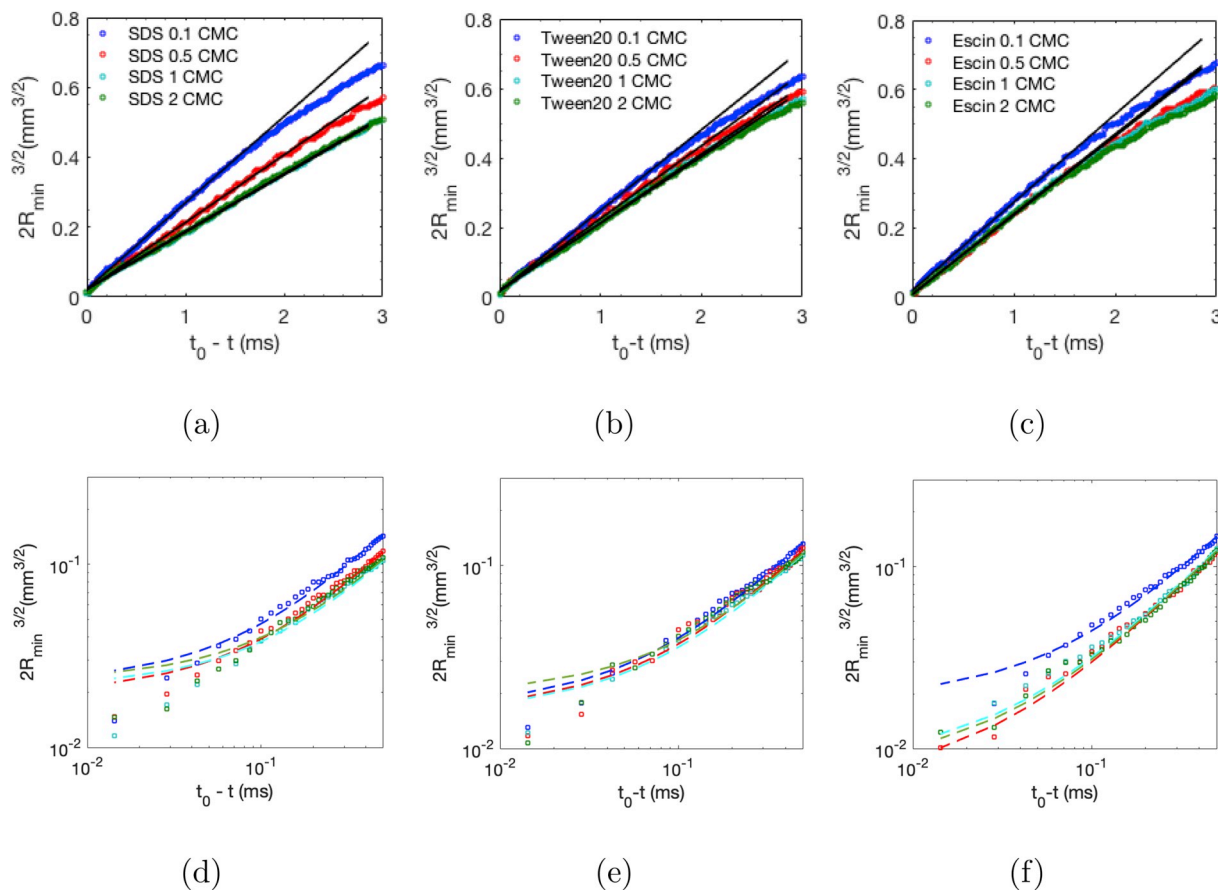 0.8
0.6
0.4
0.2
0
2R_min^3/2(mm^3/2)
SDS 0.1 CMC
SDS 0.5 CMC
SDS 1 CMC
SDS 2 CMC
0 1 2 3
t_0 - t (ms)
(a)
0.8
0.6
0.4
0.2
0
2R_min^3/2(mm^3/2)
Tween20 0.1 CMC
Tween20 0.5 CMC
Tween20 1 CMC
Tween20 2 CMC
0 1 2 3
t_0-t (ms)
(b)
0.8
0.6
0.4
0.2
0
2R_min^3/2(mm^3/2)
Escin 0.1 CMC
Escin 0.5 CMC
Escin 1 CMC
Escin 2 CMC
0 1 2 3
t_0-t (ms)
(c)
10^-1
10^-2
2R_min^3/2(mm^3/2)
10^-2 10^-1
t_0 - t (ms)
(d)
10^-1
10^-2
2R_min^3/2(mm^3/2)
10^-2 10^-1
t_0-t (ms)
(e)
10^-1
10^-2
2R_min^3/2(mm^3/2)
10^-2 10^-1
t_0-t (ms)
(f)